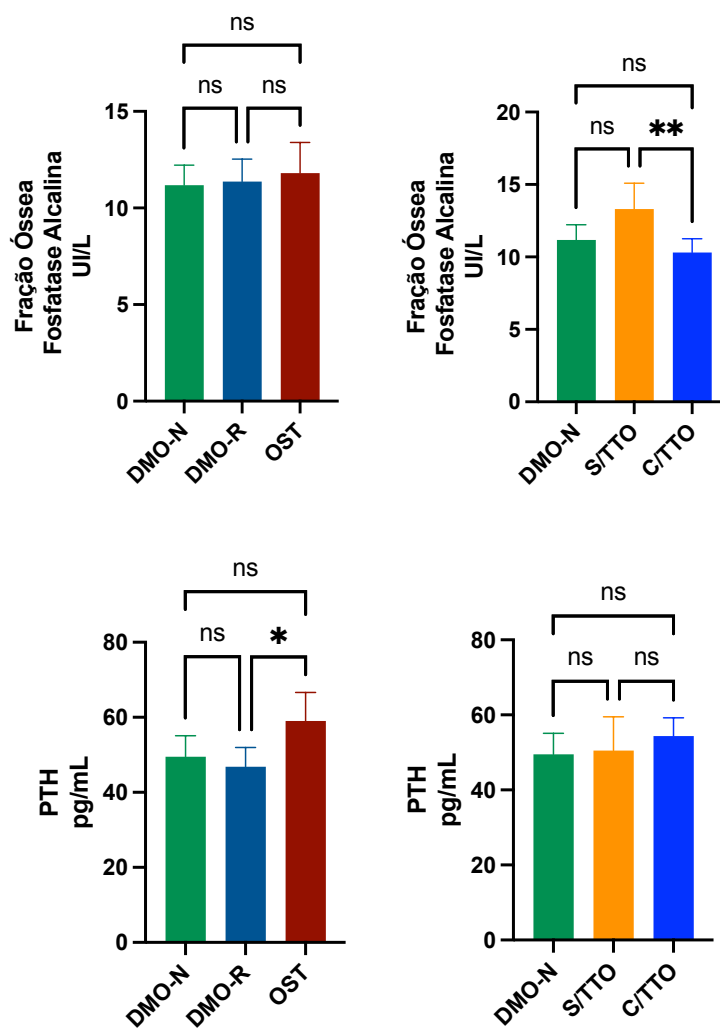 ns
ns
ns
15
10
5
0
Fração Óssea
Fosfatase Alcalina
UI/L
DMO-N
DMO-R
OST
ns
ns
**
20
15
10
5
0
Fração Óssea
Fosfatase Alcalina
UI/L
DMO-N
S/TTO
C/TTO
ns
ns
*
80
60
40
20
0
PTH
pg/mL
DMO-N
DMO-R
OST
ns
ns
ns
80
60
40
20
0
PTH
pg/mL
DMO-N
S/TTO
C/TTO